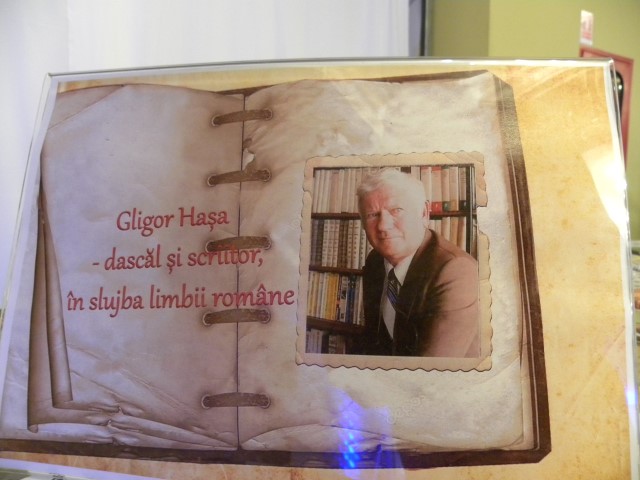 Gligor Hașa
- dascăl și scriitor,
în slujba limbii române